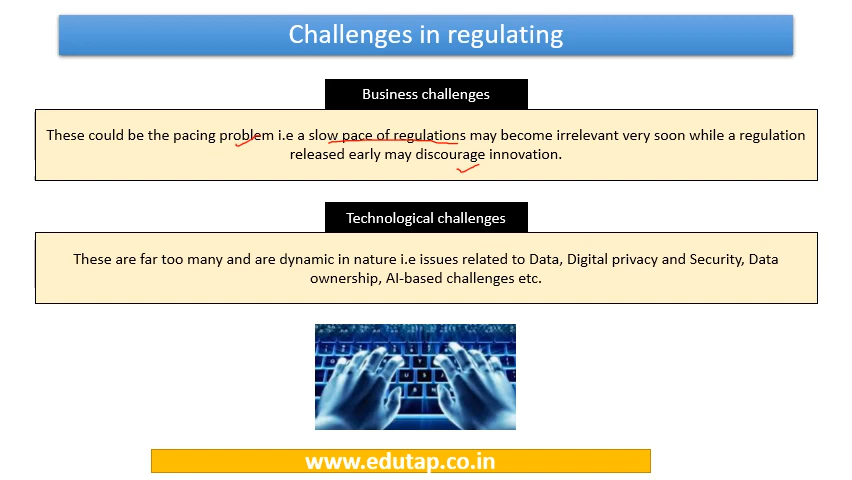 Challenges in regulating
Business challenges
These could be the pacing problem i.e a slow pace of regulations may become irrelevant very soon while a regulation
released early may discourage innovation.
Technological challenges
These are far too many and are dynamic in nature i.e issues related to Data, Digital privacy and Security, Data
ownership, AI-based challenges etc.
www.edutap.co.in